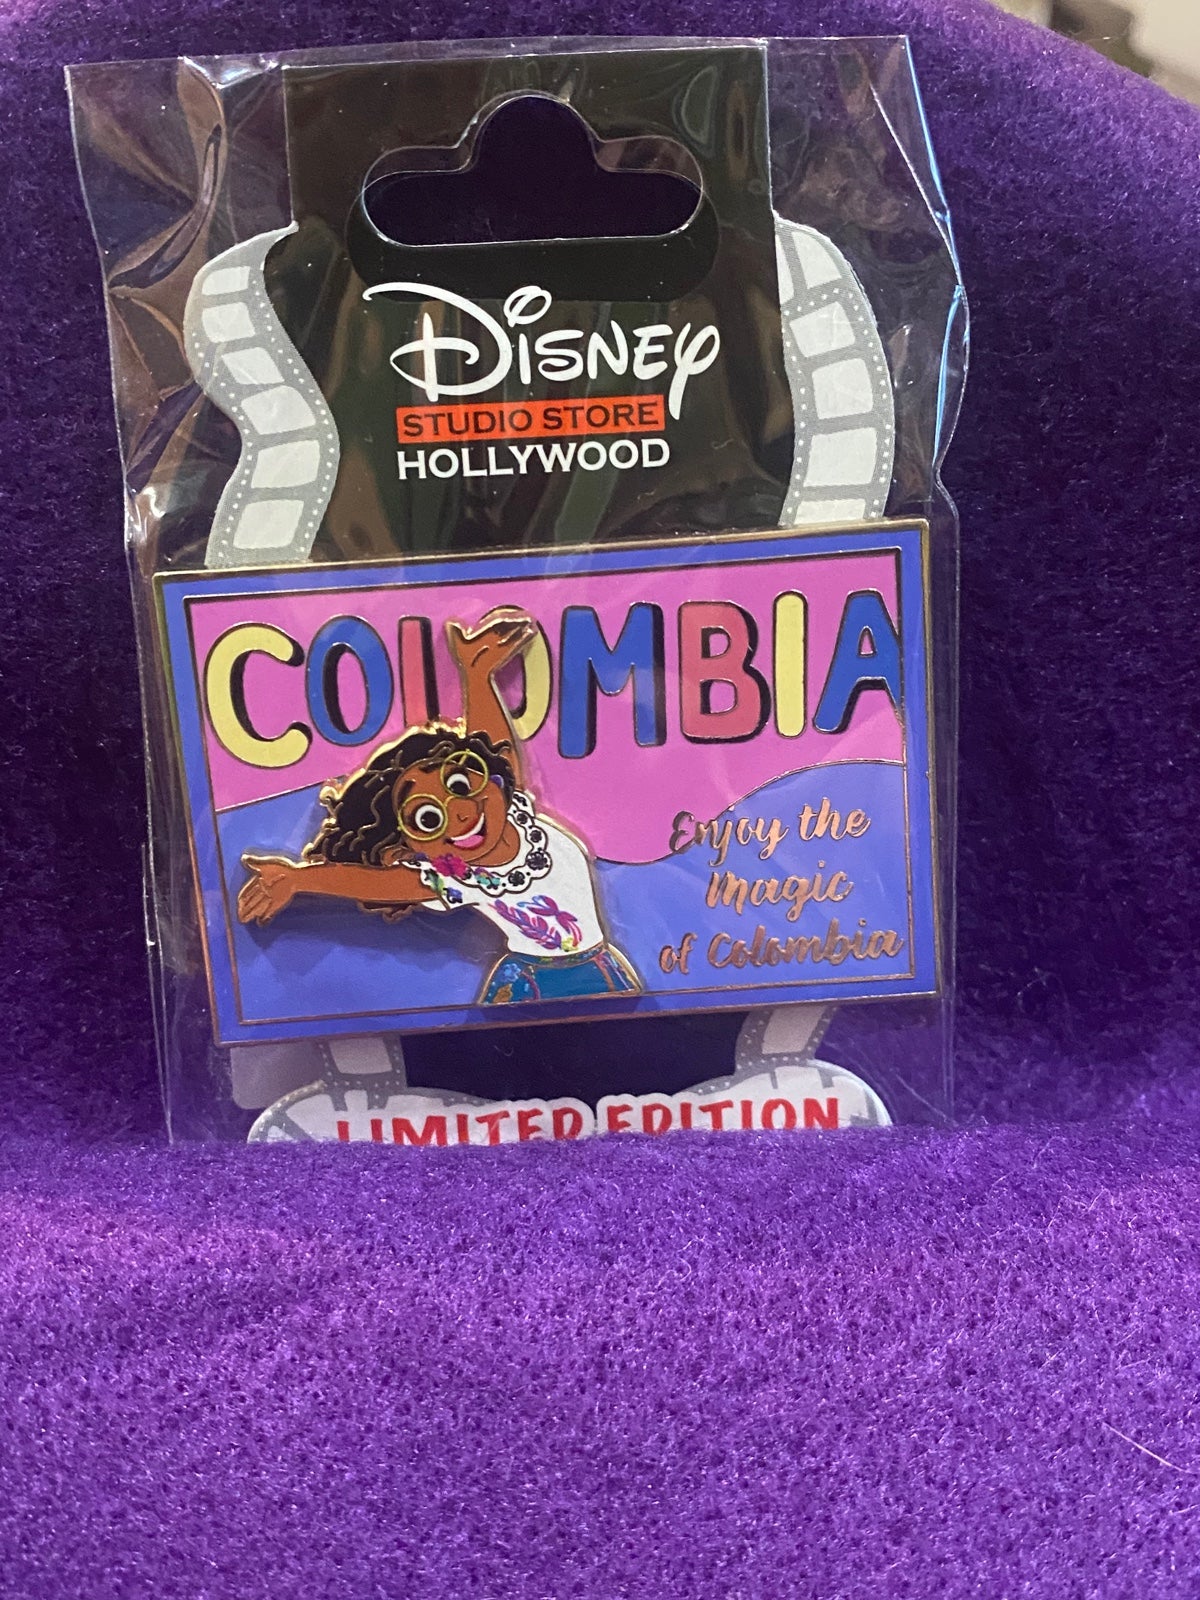 Disney
STUDIO STORE
HOLLYWOOD
COLOMBIA
Enjoy the
magic
of Colombia
LIMITED EDITION